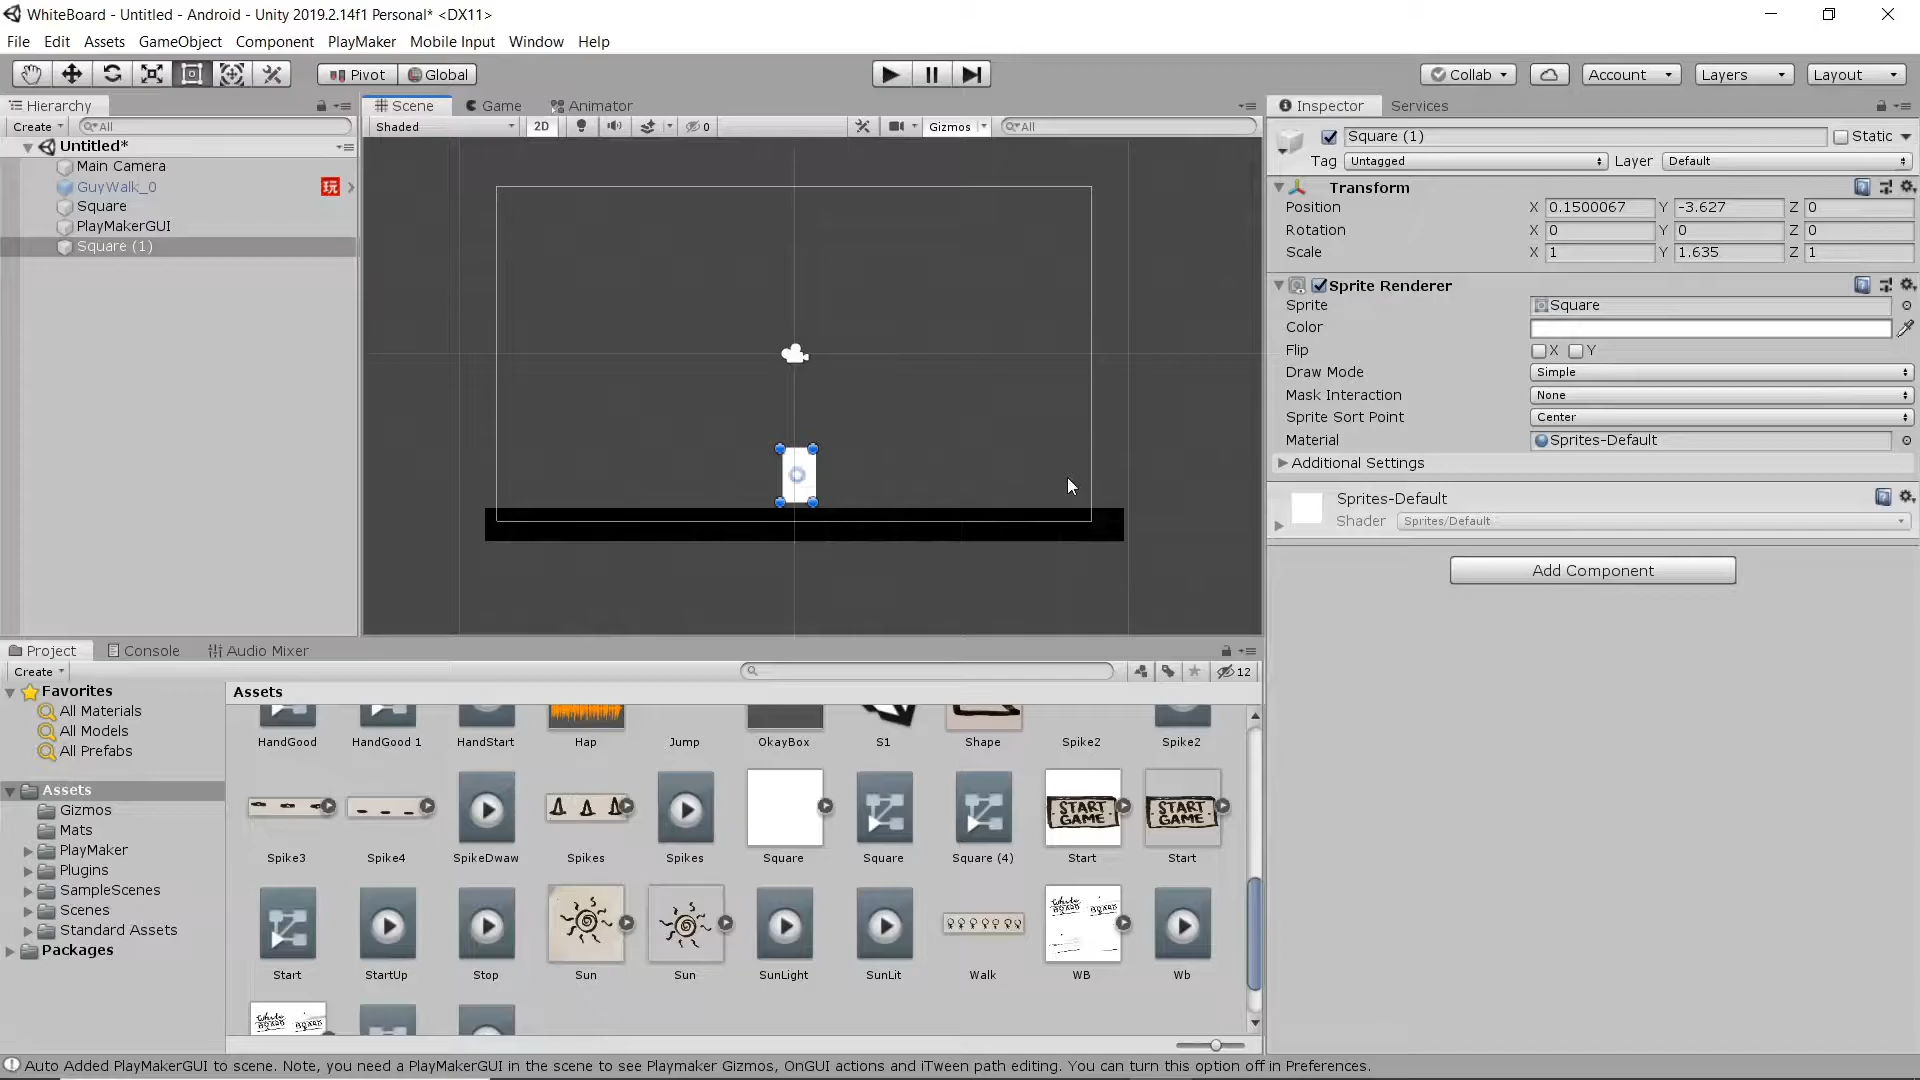 WhiteBoard - Untitled - Android - Unity 2019.2.14f1 Personal* <DX11>
File Edit Assets GameObject Component PlayMaker Mobile Input Window Help
Pivot Global Collab Account Layers Layout
Hierarchy
Create All
Untitled*
Main Camera
GuyWalk_0 玩
Square
PlayMakerGUI
Square (1)
Scene Game Animator
Shaded 2D 0 Gizmos All
Inspector Services
Square (1) Static
Tag Untagged Layer Default
Transform
Position X 0.1500067 Y -3.627 Z 0
Rotation X 0 Y 0 Z 0
Scale X 1 Y 1.635 Z 1
Sprite Renderer
Sprite Square
Color
Flip X Y
Draw Mode Simple
Mask Interaction None
Sprite Sort Point Center
Material Sprites-Default
Additional Settings
Sprites-Default
Shader Sprites/Default
Add Component
Project Console Audio Mixer
Create 12
Favorites
All Materials
All Models
All Prefabs
Assets
Gizmos
Mats
PlayMaker
Plugins
SampleScenes
Scenes
Standard Assets
Packages
Assets
HandGood HandGood 1 HandStart Hap Jump OkayBox S1 Shape Spike2 Spike2
START GAME START GAME
Spike3 Spike4 SpikeDwaw Spikes Spikes Square Square Square (4) Start Start
Start StartUp Stop Sun Sun SunLight SunLit Walk WB Wb
Auto Added PlayMakerGUI to scene. Note, you need a PlayMakerGUI in the scene to see Playmaker Gizmos, OnGUI actions and iTween path editing. You can turn this option off in Preferences.